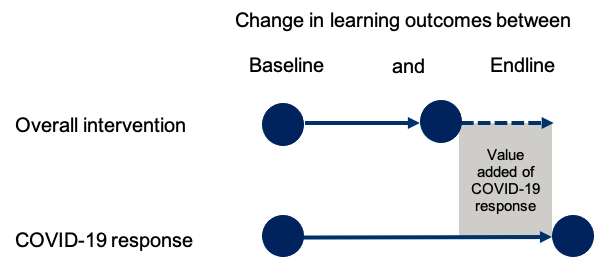 Change in learning outcomes between
Baseline and Endline
Overall intervention
Value
added of
COVID-19
response
COVID-19 response